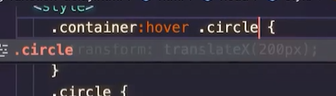 <style>
.container:hover .circle {
.circle
transform: translateX(200px);
}
.circle {